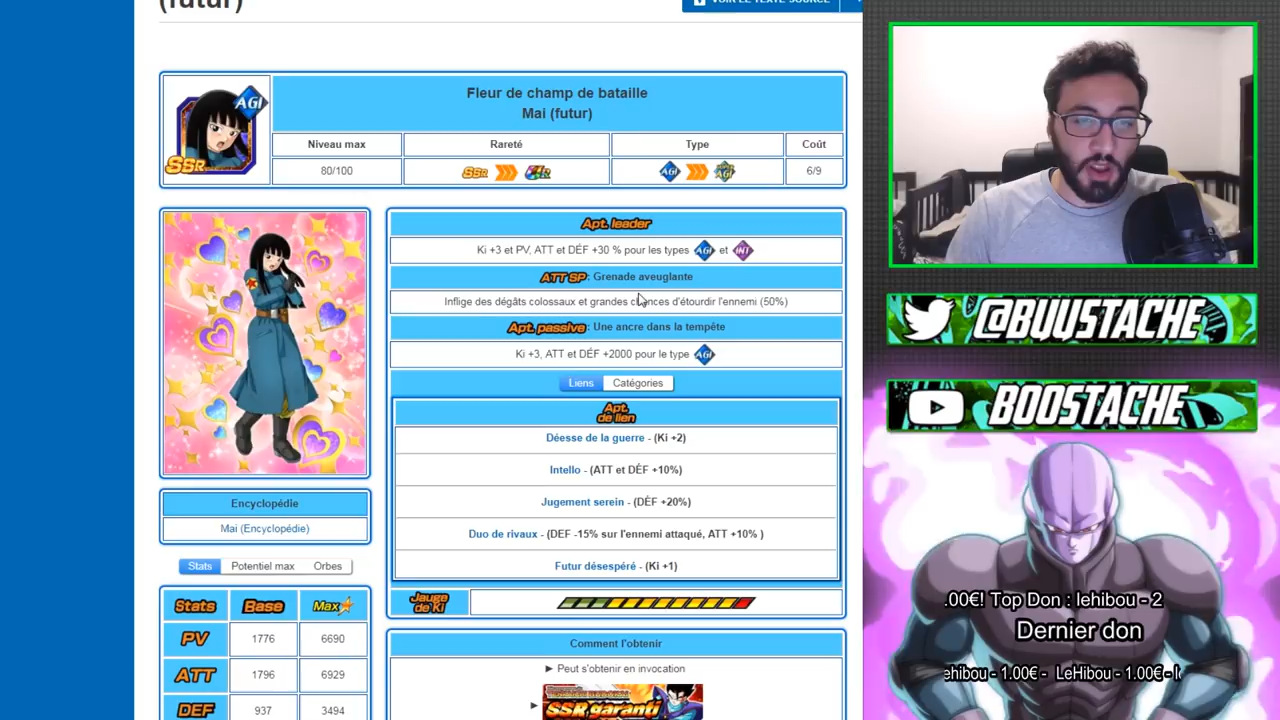 (futur)
VOIR LE TEXTE SOURCE
AGI
SSR
Fleur de champ de bataille
Mai (futur)
Niveau max
Rareté
Type
Coût
80/100
SSR
UR
AGI
AGI
6/9
Apt. leader
Ki +3 et PV, ATT et DÉF +30 % pour les types AGI et INT
ATT SP : Grenade aveuglante
Inflige des dégâts colossaux et grandes chances d'étourdir l'ennemi (50%)
Apt. passive : Une ancre dans la tempête
Ki +3, ATT et DÉF +2000 pour le type AGI
Liens
Catégories
Apt.
de lien
Déesse de la guerre - (Ki +2)
Intello - (ATT et DÉF +10%)
Jugement serein - (DÉF +20%)
Duo de rivaux - (DEF -15% sur l'ennemi attaqué, ATT +10% )
Futur désespéré - (Ki +1)
Jauge
de Ki
Encyclopédie
Mai (Encyclopédie)
Stats
Potentiel max
Orbes
Stats
Base
Max
PV
1776
6690
ATT
1796
6929
DEF
937
3494
Comment l'obtenir
► Peut s'obtenir en invocation
►
SSR garanti
@BUUSTACHE
BOOSTACHE
.00€! Top Don : lehibou - 2
Dernier don
ehibou - 1.00€ - LeHibou - 1.00€ - l